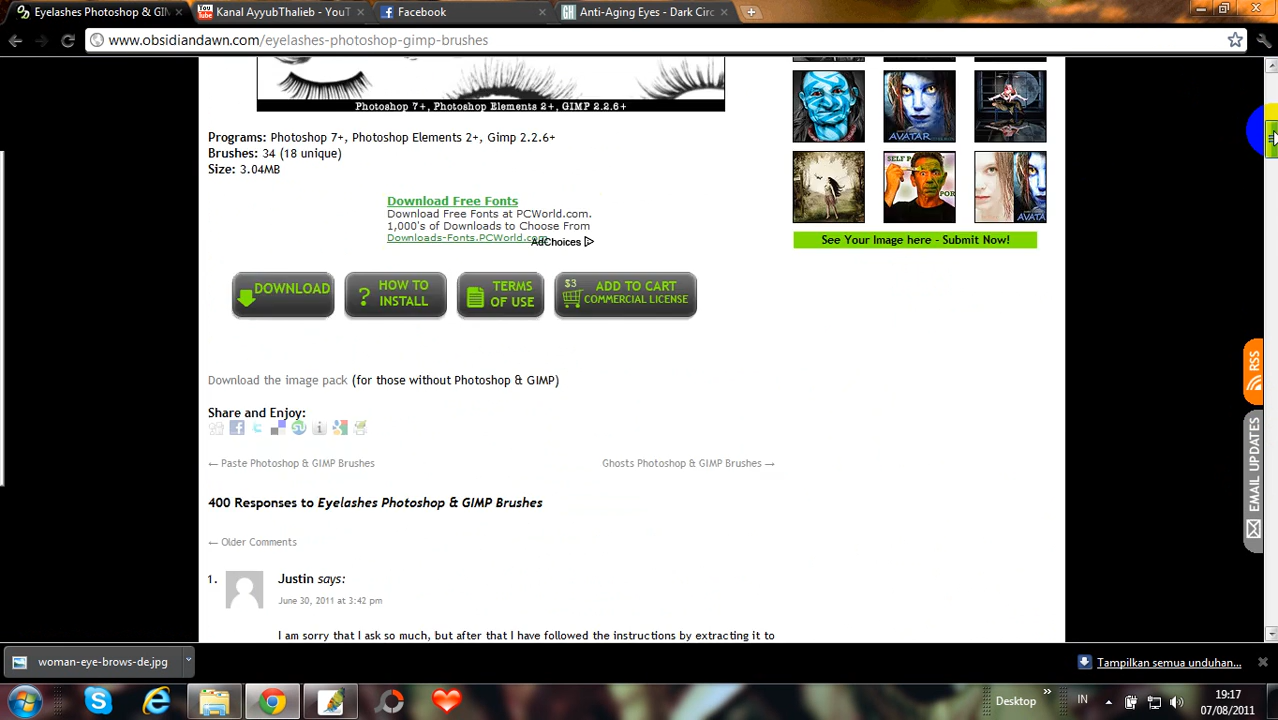 Eyelashes Photoshop & GIM
Kanal AyyubThalieb - YouT
Facebook
Anti-Aging Eyes - Dark Circ
www.obsidiandawn.com/eyelashes-photoshop-gimp-brushes
Photoshop 7+, Photoshop Elements 2+, GIMP 2.2.6+
Programs: Photoshop 7+, Photoshop Elements 2+, Gimp 2.2.6+
Brushes: 34 (18 unique)
Size: 3.04MB
Download Free Fonts
Download Free Fonts at PCWorld.com.
1,000's of Downloads to Choose From
Downloads-Fonts.PCWorld.com
AdChoices
DOWNLOAD
HOW TO
INSTALL
TERMS
OF USE
$3 ADD TO CART
COMMERCIAL LICENSE
AVATAR
SELF P
POR
AVATA
See Your Image here - Submit Now!
Download the image pack (for those without Photoshop & GIMP)
Share and Enjoy:
← Paste Photoshop & GIMP Brushes
Ghosts Photoshop & GIMP Brushes →
400 Responses to Eyelashes Photoshop & GIMP Brushes
← Older Comments
1. Justin says:
June 30, 2011 at 3:42 pm
I am sorry that I ask so much, but after that I have followed the instructions by extracting it to
RSS
EMAIL UPDATES
woman-eye-brows-de.jpg
Tampilkan semua unduhan...
Desktop
IN
19:17
07/08/2011